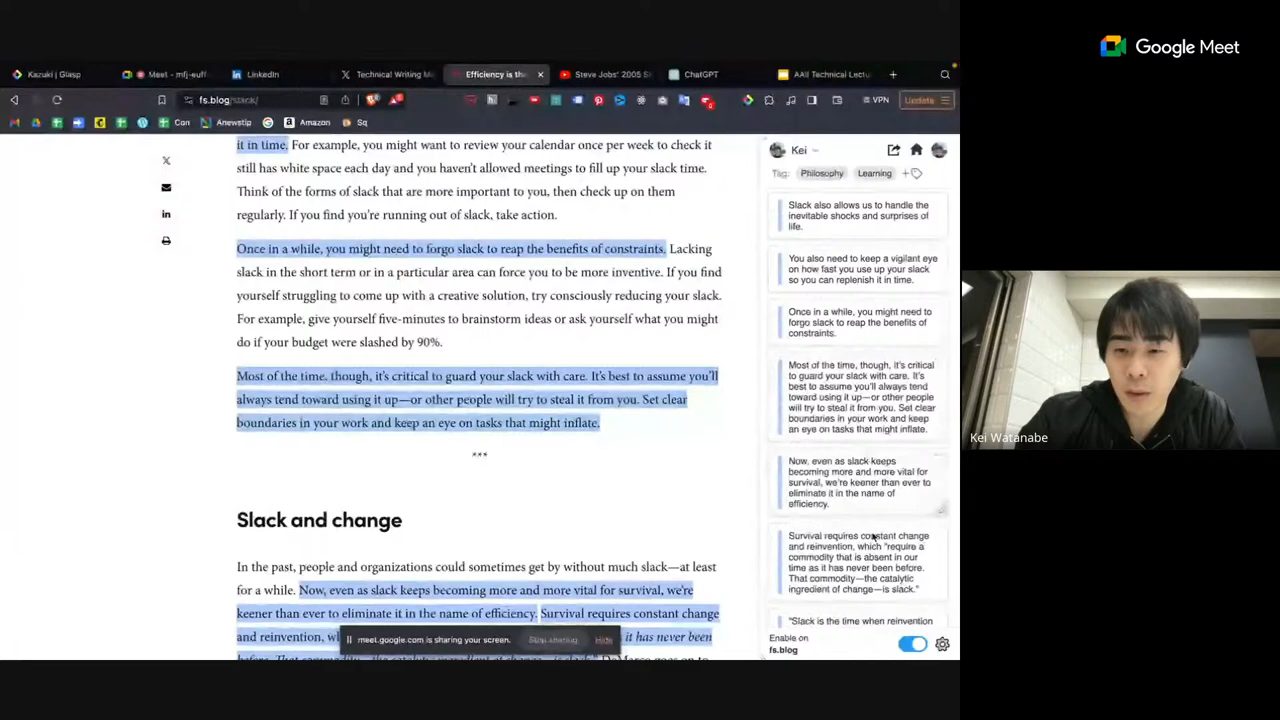 Google Meet
Kazuki | Glasp
Meet - mfj-euff
LinkedIn
Technical Writing M
Efficiency is the
Steve Jobs' 2005 S
ChatGPT
AAII Technical Lectu
fs.blog/slack/
VPN
Update
Can
Anewstip
Amazon
Sq
it in time. For example, you might want to review your calendar once per week to check it
still has white space each day and you haven't allowed meetings to fill up your slack time.
Think of the forms of slack that are more important to you, then check up on them
regularly. If you find you're running out of slack, take action.
Once in a while, you might need to forgo slack to reap the benefits of constraints. Lacking
slack in the short term or in a particular area can force you to be more inventive. If you find
yourself struggling to come up with a creative solution, try consciously reducing your slack.
For example, give yourself five-minutes to brainstorm ideas or ask yourself what you might
do if your budget were slashed by 90%.
Most of the time, though, it's critical to guard your slack with care. It's best to assume you'll
always tend toward using it up—or other people will try to steal it from you. Set clear
boundaries in your work and keep an eye on tasks that might inflate.
***
Slack and change
In the past, people and organizations could sometimes get by without much slack—at least
for a while. Now, even as slack keeps becoming more and more vital for survival, we're
keener than ever to eliminate it in the name of efficiency. Survival requires constant change
and reinvention, wh
it has never been
before. That commodity—the catalytic ingredient of change—is slack." DeMarco goes on to
meet.google.com is sharing your screen.
Stop sharing
Hide
Kei
Tag:
Philosophy
Learning
+
Slack also allows us to handle the
inevitable shocks and surprises of
life.
You also need to keep a vigilant eye
on how fast you use up your slack
so you can replenish it in time.
Once in a while, you might need to
forgo slack to reap the benefits of
constraints.
Most of the time, though, it's critical
to guard your slack with care. It's
best to assume you'll always tend
toward using it up—or other people
will try to steal it from you. Set clear
boundaries in your work and keep
an eye on tasks that might inflate.
Now, even as slack keeps
becoming more and more vital for
survival, we're keener than ever to
eliminate it in the name of
efficiency.
Survival requires constant change
and reinvention, which "require a
commodity that is absent in our
time as it has never been before.
That commodity—the catalytic
ingredient of change—is slack."
"Slack is the time when reinvention
Enable on
fs.blog
Kei Watanabe